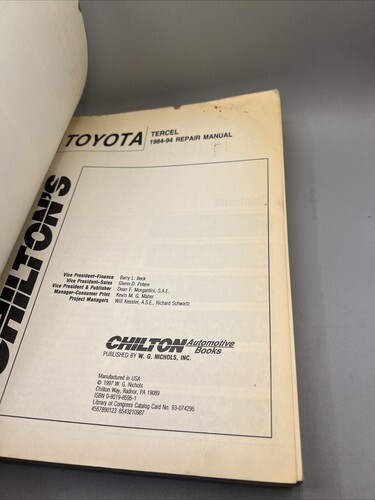 TOYOTA
TERCEL
1984-94 REPAIR MANUAL
CHILTON'S
Vice President–Finance Barry L. Beck
Vice President–Sales Glenn D. Potere
Vice President & Publisher Dean F. Morgantini, S.A.E.
Manager–Consumer Print Kevin M. G. Maher
Project Managers Will Kessler, A.S.E., Richard Schwartz
CHILTON Automotive Books
PUBLISHED BY W. G. NICHOLS, INC.
Manufactured in USA
© 1997 W. G. Nichols
Chilton Way, Radnor, PA 19089
ISBN 0-8019-8595-1
Library of Congress Catalog Card No. 93-074296
4567890123 6543210987